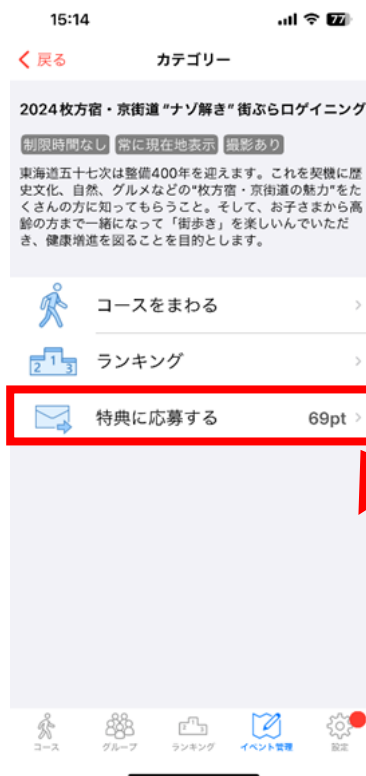 15:14
77
戻る
カテゴリー
2024枚方宿・京街道 “ナゾ解き” 街ぶらロゲイニング
制限時間なし 常に現在地表示 撮影あり
東海道五十七次は整備400年を迎えます。これを契機に歴
史文化、自然、グルメなどの“枚方宿・京街道の魅力”をた
くさんの方に知ってもらうこと。そして、お子さまから高
齢の方まで一緒になって「街歩き」を楽しいんでいただ
き、健康増進を図ることを目的とします。
コースをまわる
2 1 3
ランキング
特典に応募する 69pt
コース グループ ランキング イベント管理 設定